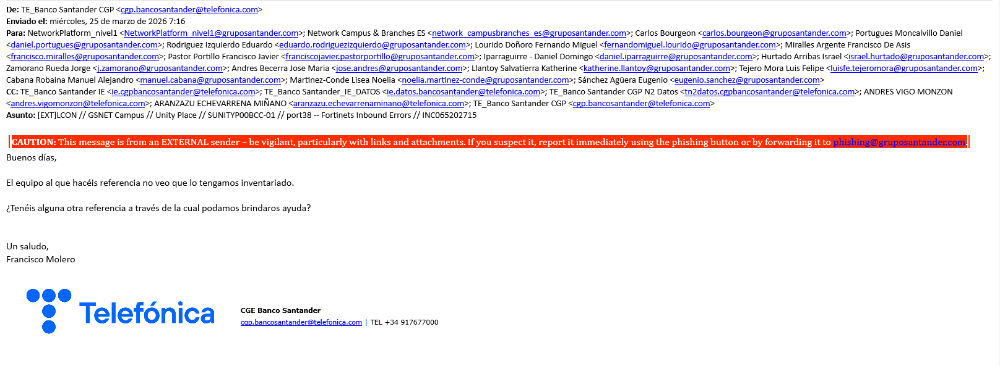 De: TE_Banco Santander CGP <cgp.bancosantander@telefonica.com>
Enviado el: miércoles, 25 de marzo de 2026 7:16
Para: NetworkPlatform_nivel1 <NetworkPlatform_nivel1@gruposantander.com>; Network Campus & Branches ES <network_campusbranches_es@gruposantander.com>; Carlos Bourgeon <carlos.bourgeon@gruposantander.com>; Portugues Moncalvillo Daniel
<daniel.portugues@gruposantander.com>; Rodriguez Izquierdo Eduardo <eduardo.rodriguezizquierdo@gruposantander.com>; Lourido Doñoro Fernando Miguel <fernandomiguel.lourido@gruposantander.com>; Miralles Argente Francisco De Asis
<francisco.miralles@gruposantander.com>; Pastor Portillo Francisco Javier <franciscojavier.pastorportillo@gruposantander.com>; Iparraguirre - Daniel Domingo <daniel.iparraguirre@gruposantander.com>; Hurtado Arribas Israel <israel.hurtado@gruposantander.com>;
Zamorano Rueda Jorge <j.zamorano@gruposantander.com>; Andres Becerra Jose Maria <jose.andres@gruposantander.com>; Llantoy Salvatierra Katherine <katherine.llantoy@gruposantander.com>; Tejero Mora Luis Felipe <luisfe.tejeromora@gruposantander.com>;
Cabana Robaina Manuel Alejandro <manuel.cabana@gruposantander.com>; Martinez-Conde Lisea Noelia <noelia.martinez-conde@gruposantander.com>; Sánchez Agüera Eugenio <eugenio.sanchez@gruposantander.com>
CC: TE_Banco Santander IE <ie.cgpbancosantander@telefonica.com>; TE_Banco Santander_IE_DATOS <ie.datos.bancosantander@telefonica.com>; TE_Banco Santander CGP N2 Datos <tn2datos.cgpbancosantander@telefonica.com>; ANDRES VIGO MONZON
<andres.vigomonzon@telefonica.com>; ARANZAZU ECHEVARRENA MIÑANO <aranzazu.echevarrenaminano@telefonica.com>; TE_Banco Santander CGP <cgp.bancosantander@telefonica.com>
Asunto: [EXT]LCON // GSNET Campus // Unity Place // SUNITYP00BCC-01 // port38 -- Fortinets Inbound Errors // INC065202715
CAUTION: This message is from an EXTERNAL sender – be vigilant, particularly with links and attachments. If you suspect it, report it immediately using the phishing button or by forwarding it to phishing@gruposantander.com.
Buenos días,
El equipo al que hacéis referencia no veo que lo tengamos inventariado.
¿Tenéis alguna otra referencia a través de la cual podamos brindaros ayuda?
Un saludo,
Francisco Molero
Telefónica
CGE Banco Santander
cgp.bancosantander@telefonica.com | TEL +34 917677000